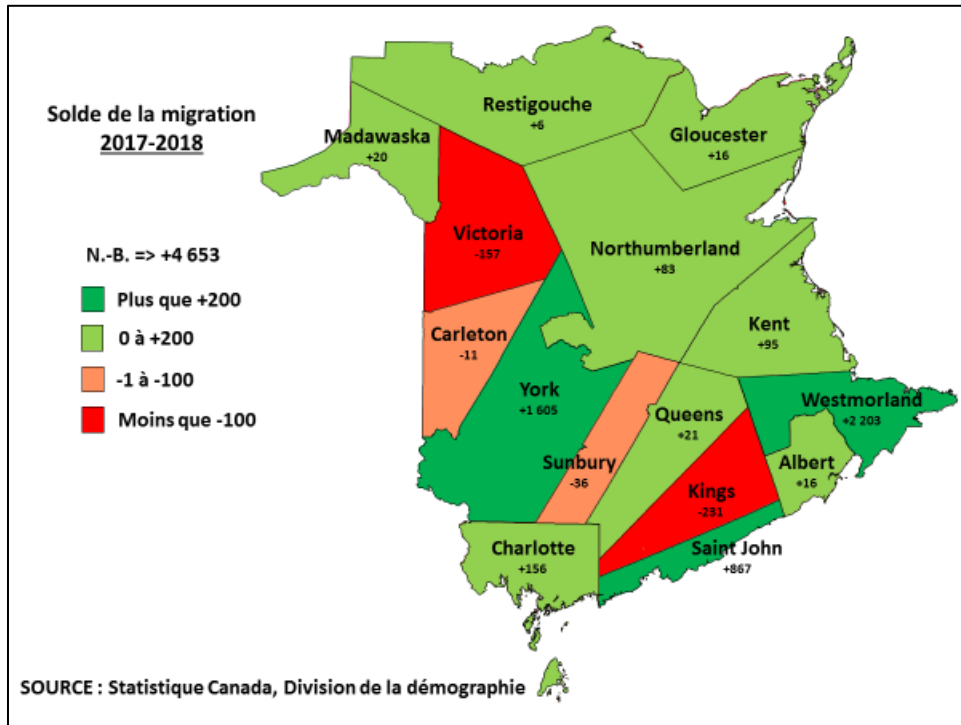 Solde de la migration
2017-2018
N.-B. => +4 653
Plus que +200
0 à +200
-1 à -100
Moins que -100
Restigouche
+6
Gloucester
+16
Madawaska
+20
Victoria
-157
Northumberland
+83
Carleton
-11
Kent
+95
York
+1 605
Westmorland
+2 203
Queens
+21
Sunbury
-36
Albert
+16
Kings
-231
Saint John
+867
Charlotte
+156
SOURCE : Statistique Canada, Division de la démographie